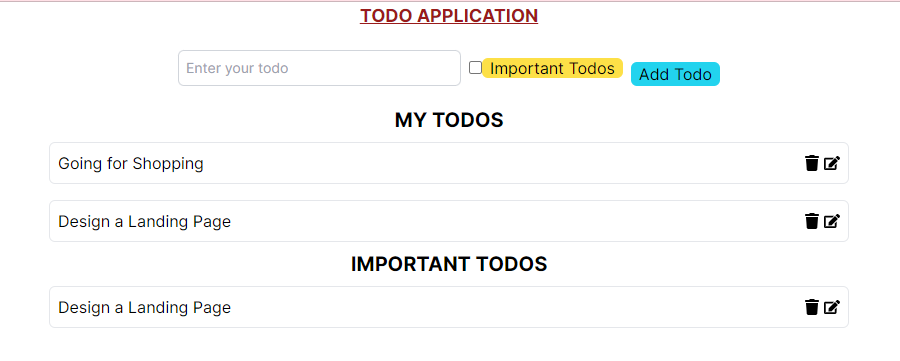 TODO APPLICATION
Enter your todo Important Todos Add Todo
MY TODOS
Going for Shopping
Design a Landing Page
IMPORTANT TODOS
Design a Landing Page